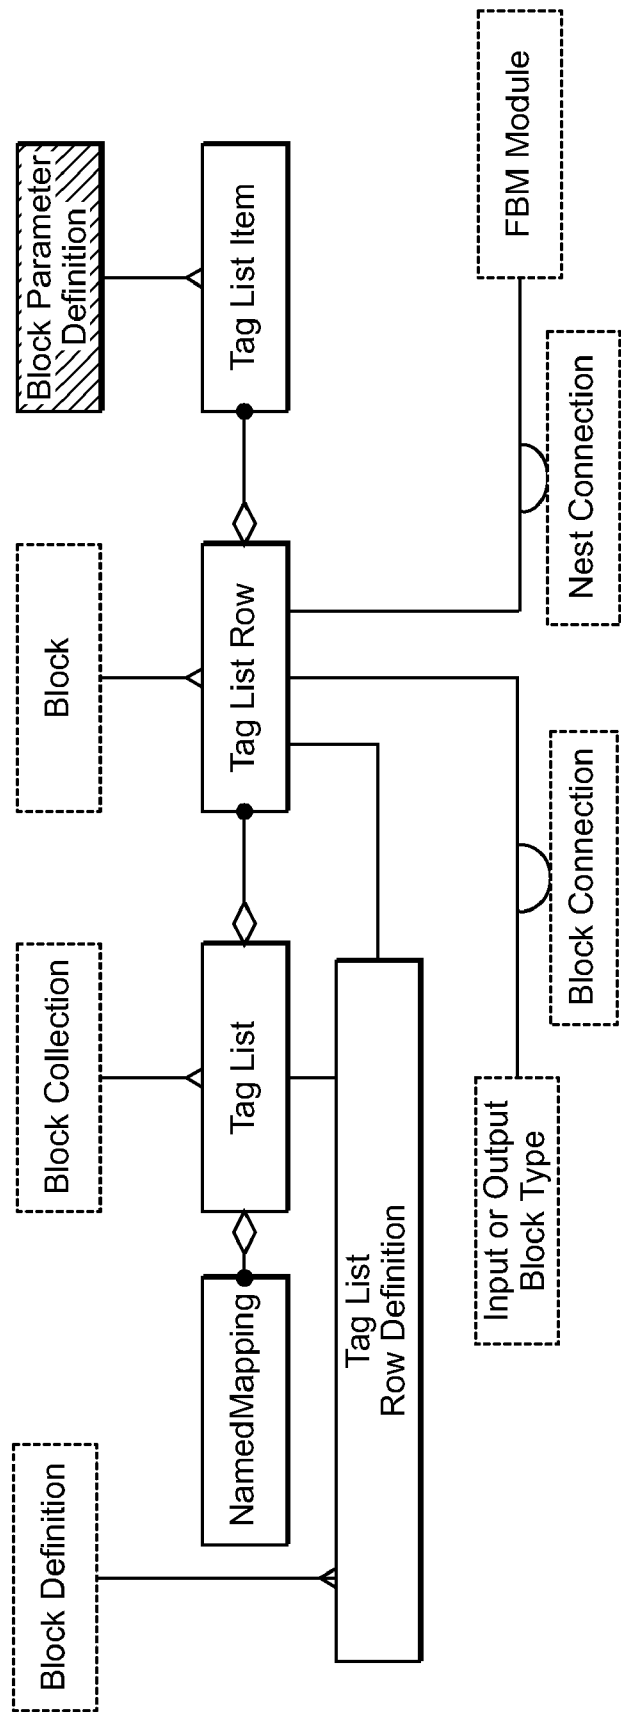 Block Definition
Block Collection
Block
Block Parameter
Definition
NamedMapping
Tag List
Tag List Row
Tag List Item
Tag List
Row Definition
Input or Output
Block Type
Block Connection
Nest Connection
FBM Module